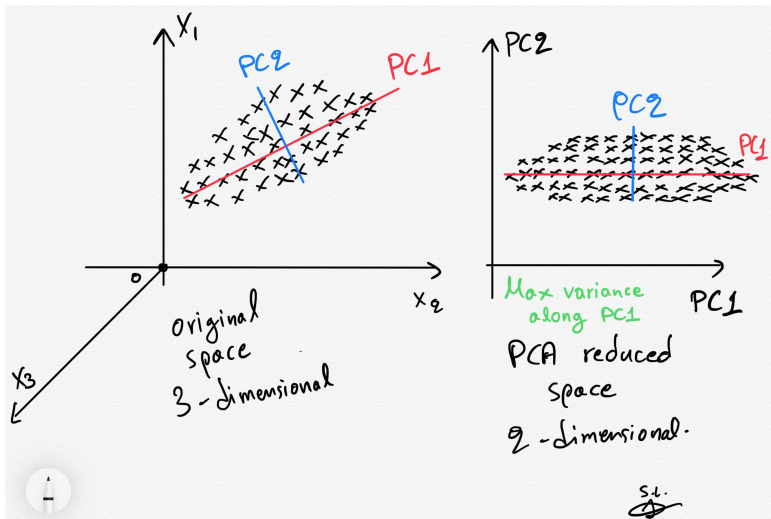 X1
PC2
PC1
0
X2
X3
original
space
3-dimensional
PC2
PC2
PC1
PC1
Max variance
along PC1
PCA reduced
space
2-dimensional.
S.L.